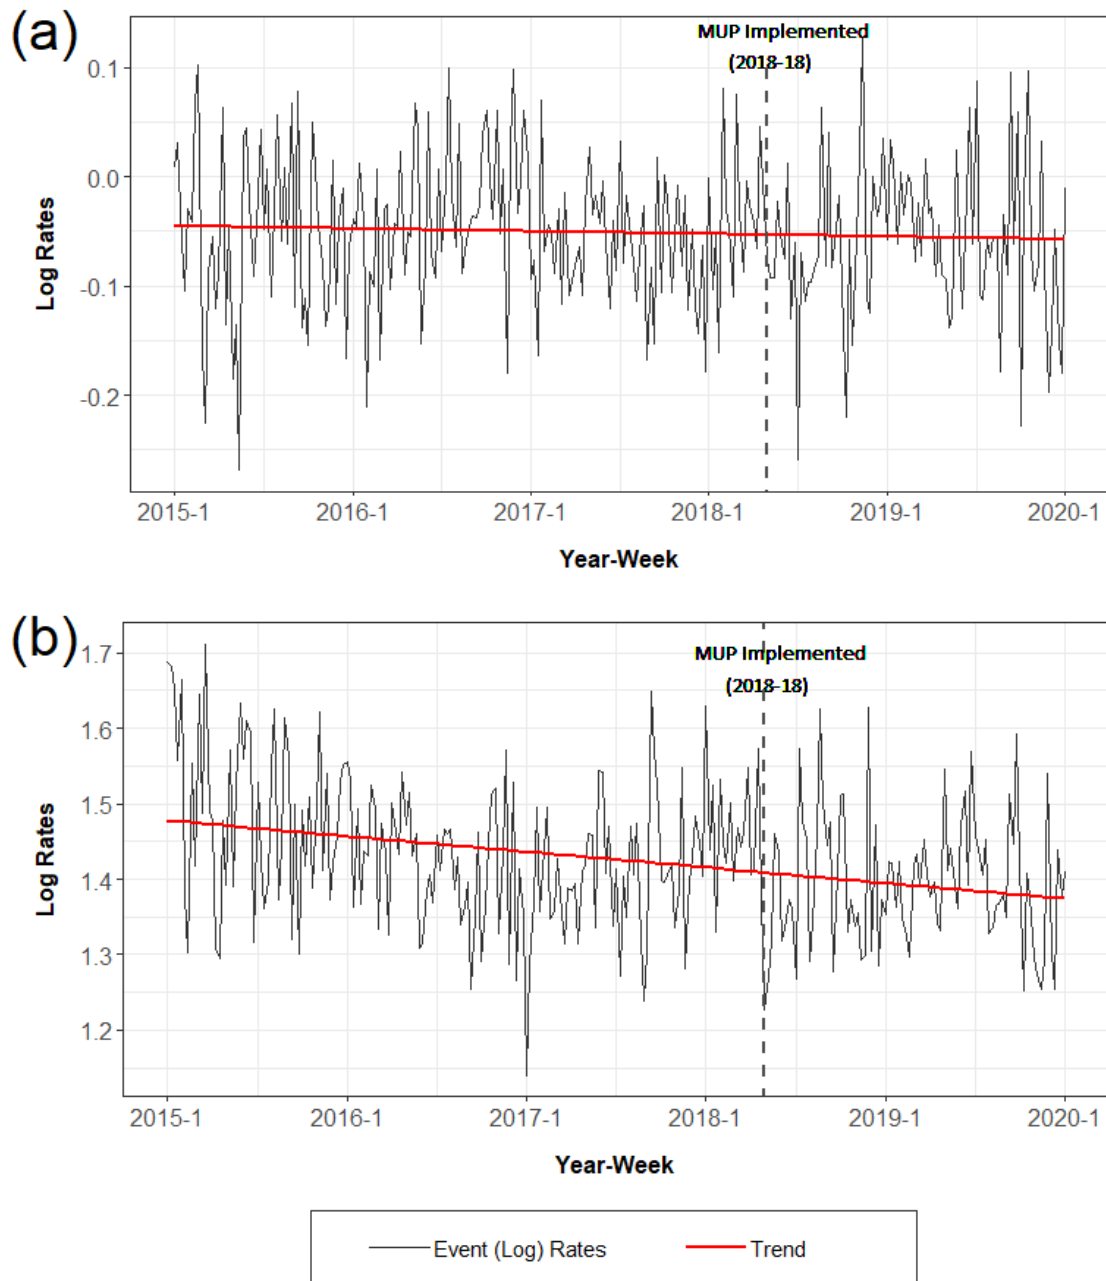 (a)
MUP Implemented
(2018-18)
0.1
0.0
-0.1
-0.2
Log Rates
2015-1 2016-1 2017-1 2018-1 2019-1 2020-1
Year-Week
(b)
MUP Implemented
(2018-18)
1.7
1.6
1.5
1.4
1.3
1.2
Log Rates
2015-1 2016-1 2017-1 2018-1 2019-1 2020-1
Year-Week
Event (Log) Rates Trend